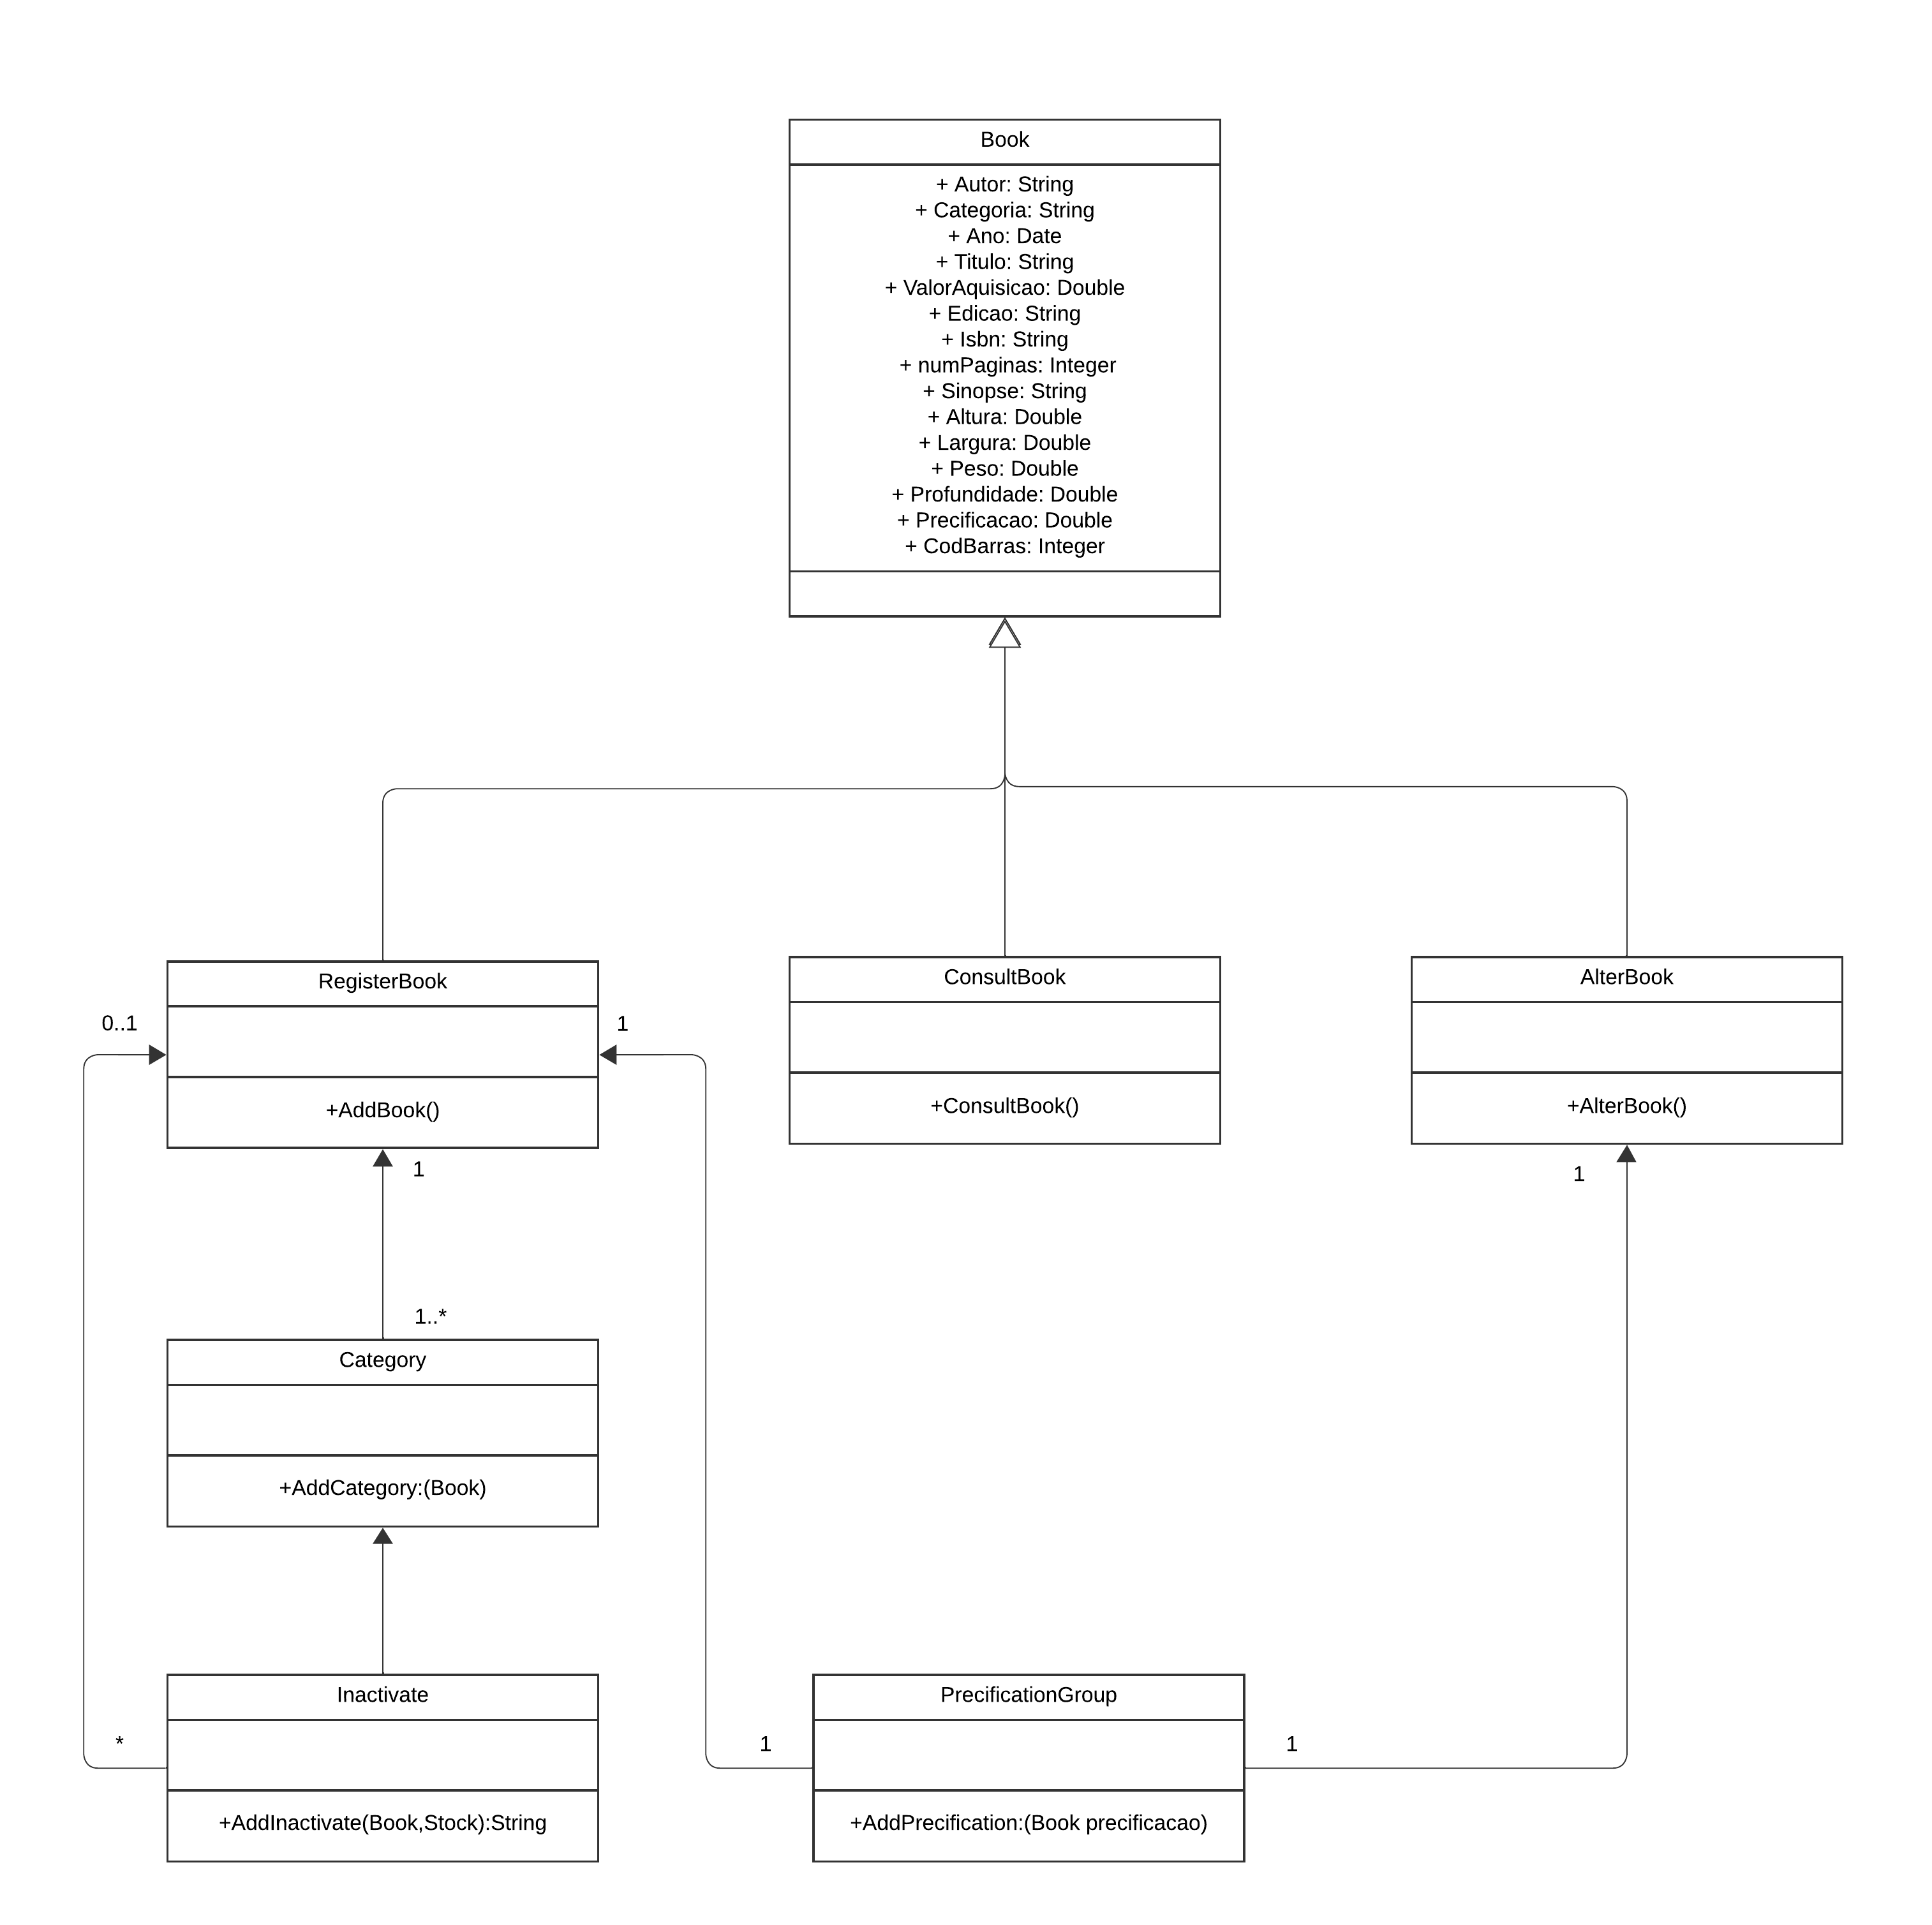 Book
+ Autor: String
+ Categoria: String
+ Ano: Date
+ Titulo: String
+ ValorAquisicao: Double
+ Edicao: String
+ Isbn: String
+ numPaginas: Integer
+ Sinopse: String
+ Altura: Double
+ Largura: Double
+ Peso: Double
+ Profundidade: Double
+ Precificacao: Double
+ CodBarras: Integer
RegisterBook
+AddBook()
ConsultBook
+ConsultBook()
AlterBook
+AlterBook()
0..1
1
1
1
1..*
Category
+AddCategory:(Book)
Inactivate
+AddInactivate(Book,Stock):String
*
1
PrecificationGroup
+AddPrecification:(Book precificacao)
1